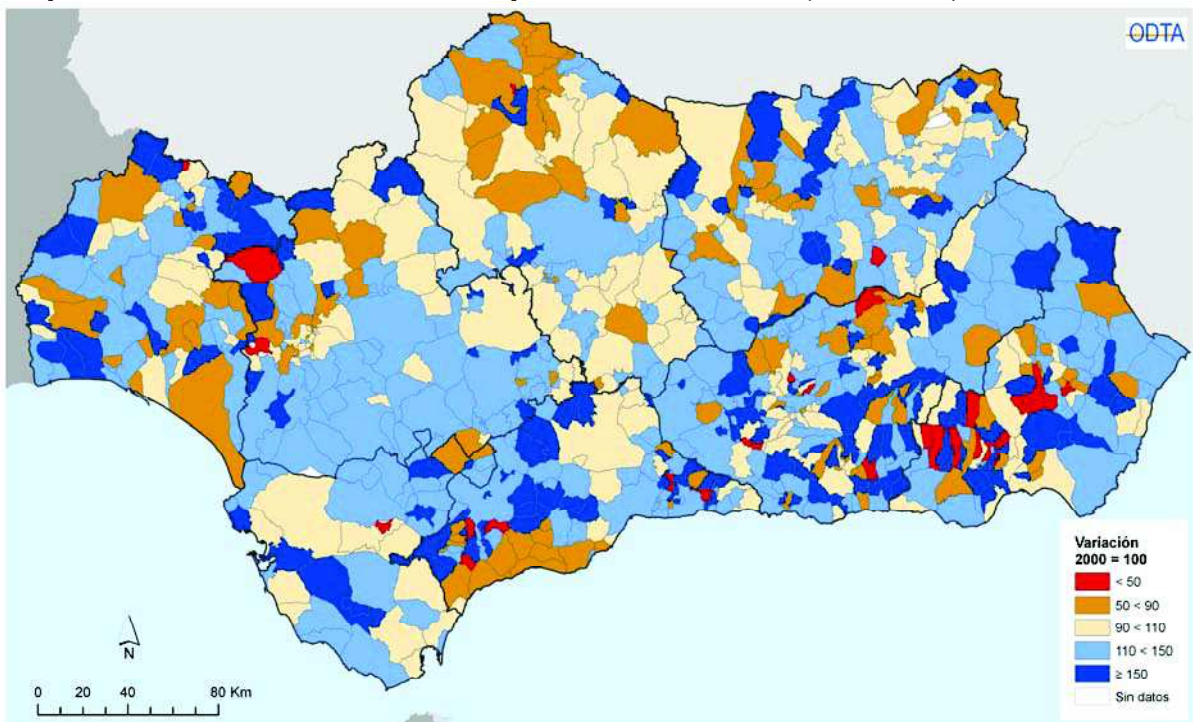 ODTA
Variación
2000 = 100
< 50
50 < 90
90 < 110
110 < 150
≥ 150
Sin datos
N
0 20 40 80 Km